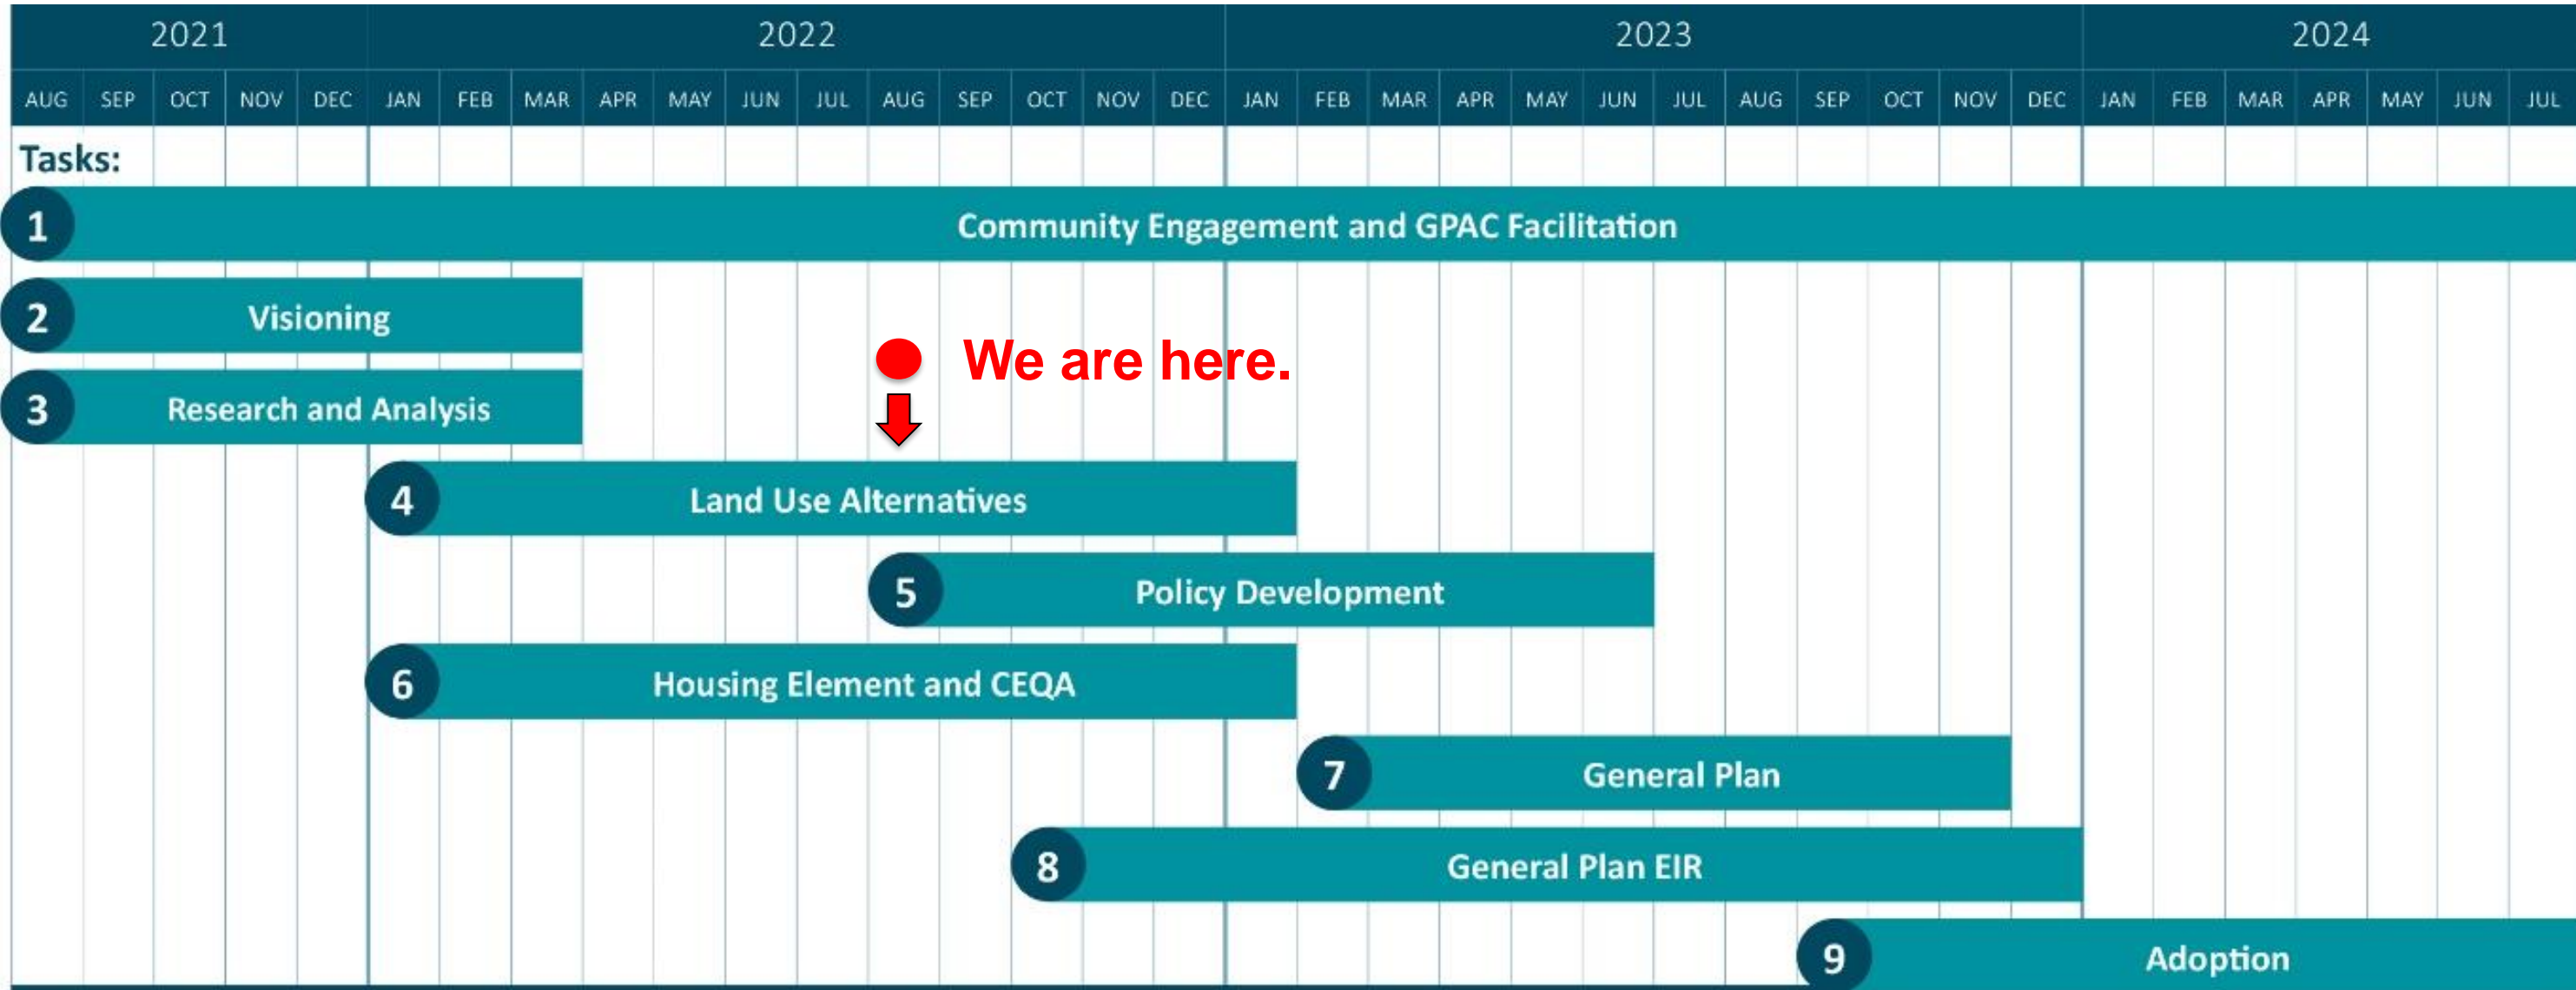 2021 2022 2023 2024
AUG SEP OCT NOV DEC JAN FEB MAR APR MAY JUN JUL AUG SEP OCT NOV DEC JAN FEB MAR APR MAY JUN JUL AUG SEP OCT NOV DEC JAN FEB MAR APR MAY JUN JUL
Tasks:
1 Community Engagement and GPAC Facilitation
2 Visioning
We are here.
3 Research and Analysis
4 Land Use Alternatives
5 Policy Development
6 Housing Element and CEQA
7 General Plan
8 General Plan EIR
9 Adoption